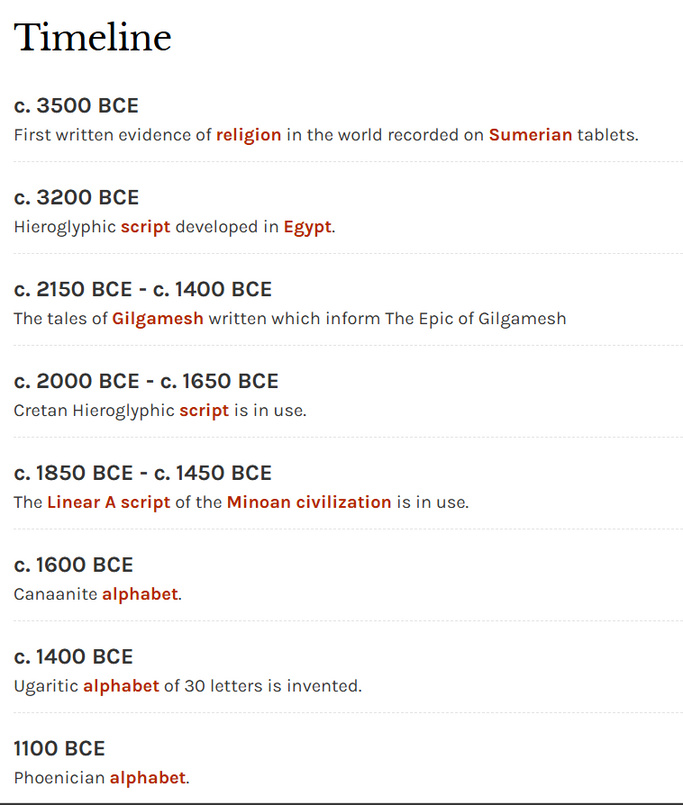 Timeline
c. 3500 BCE
First written evidence of religion in the world recorded on Sumerian tablets.
c. 3200 BCE
Hieroglyphic script developed in Egypt.
c. 2150 BCE - c. 1400 BCE
The tales of Gilgamesh written which inform The Epic of Gilgamesh
c. 2000 BCE - c. 1650 BCE
Cretan Hieroglyphic script is in use.
c. 1850 BCE - c. 1450 BCE
The Linear A script of the Minoan civilization is in use.
c. 1600 BCE
Canaanite alphabet.
c. 1400 BCE
Ugaritic alphabet of 30 letters is invented.
1100 BCE
Phoenician alphabet.